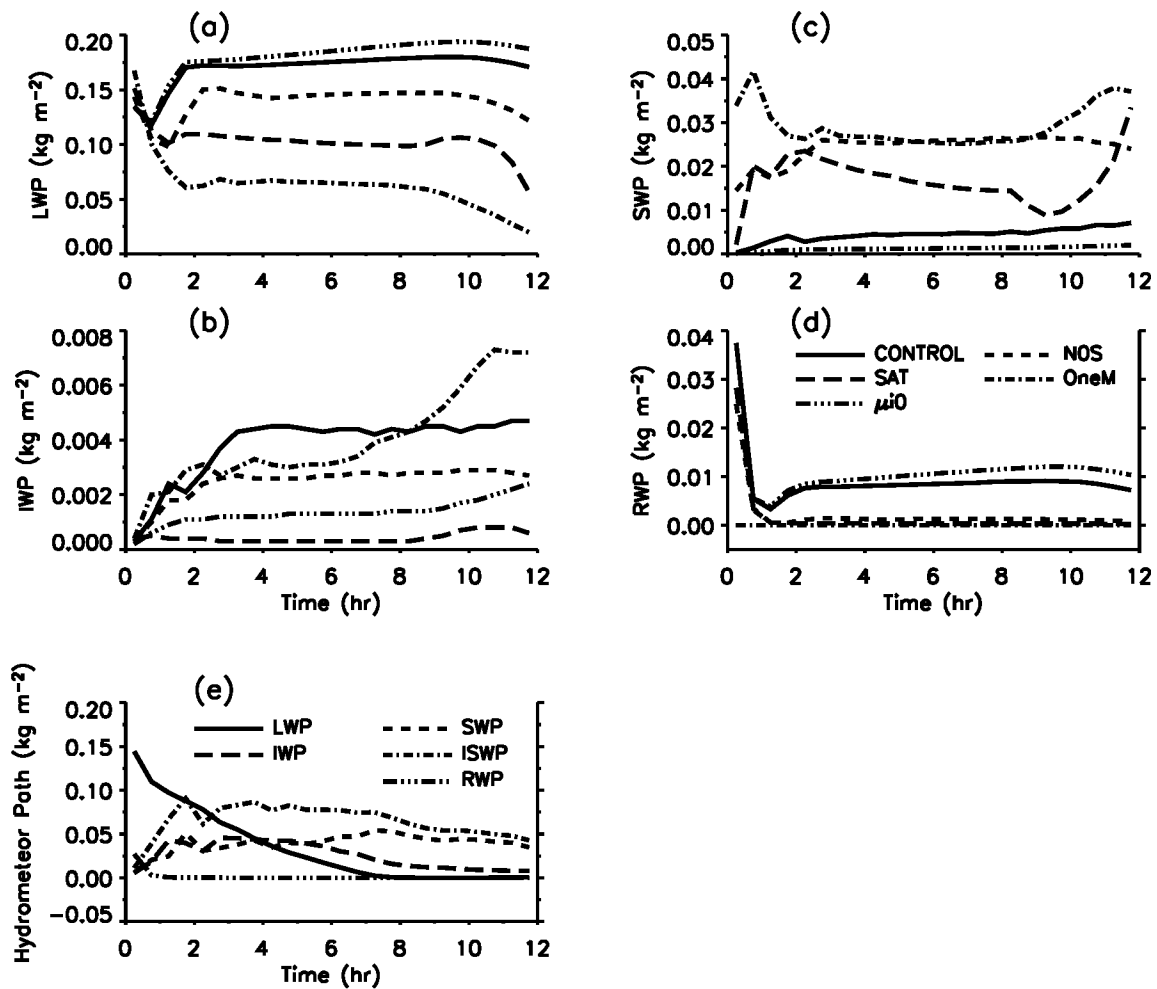 (a)
LWP (kg m⁻²)
0.20
0.15
0.10
0.05
0.00
0 2 4 6 8 10 12
(c)
SWP (kg m⁻²)
0.05
0.04
0.03
0.02
0.01
0.00
0 2 4 6 8 10 12
(b)
IWP (kg m⁻²)
0.008
0.006
0.004
0.002
0.000
0 2 4 6 8 10 12
Time (hr)
(d)
RWP (kg m⁻²)
0.04
0.03
0.02
0.01
0.00
CONTROL NOS
SAT OneM
μi0
0 2 4 6 8 10 12
Time (hr)
(e)
Hydrometeor Path (kg m⁻²)
0.20
0.15
0.10
0.05
0.00
−0.05
LWP SWP
IWP ISWP
RWP
0 2 4 6 8 10 12
Time (hr)